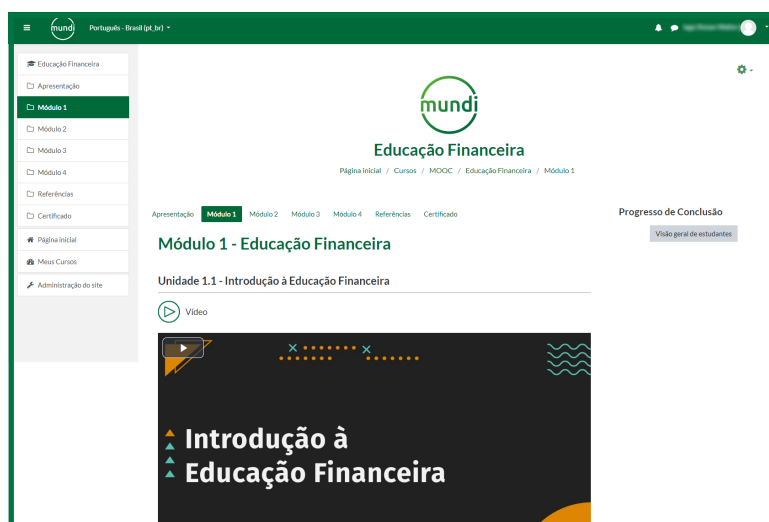 mundi
Português - Brasil (pt_br)
Educação Financeira
Apresentação
Módulo 1
Módulo 2
Módulo 3
Módulo 4
Referências
Certificado
Página inicial
Meus Cursos
Administração do site
mundi
Educação Financeira
Página inicial / Cursos / MOOC / Educação Financeira / Módulo 1
Apresentação Módulo 1 Módulo 2 Módulo 3 Módulo 4 Referências Certificado
Módulo 1 - Educação Financeira
Unidade 1.1 - Introdução à Educação Financeira
Vídeo
Introdução à
Educação Financeira
Progresso de Conclusão
Visão geral de estudantes